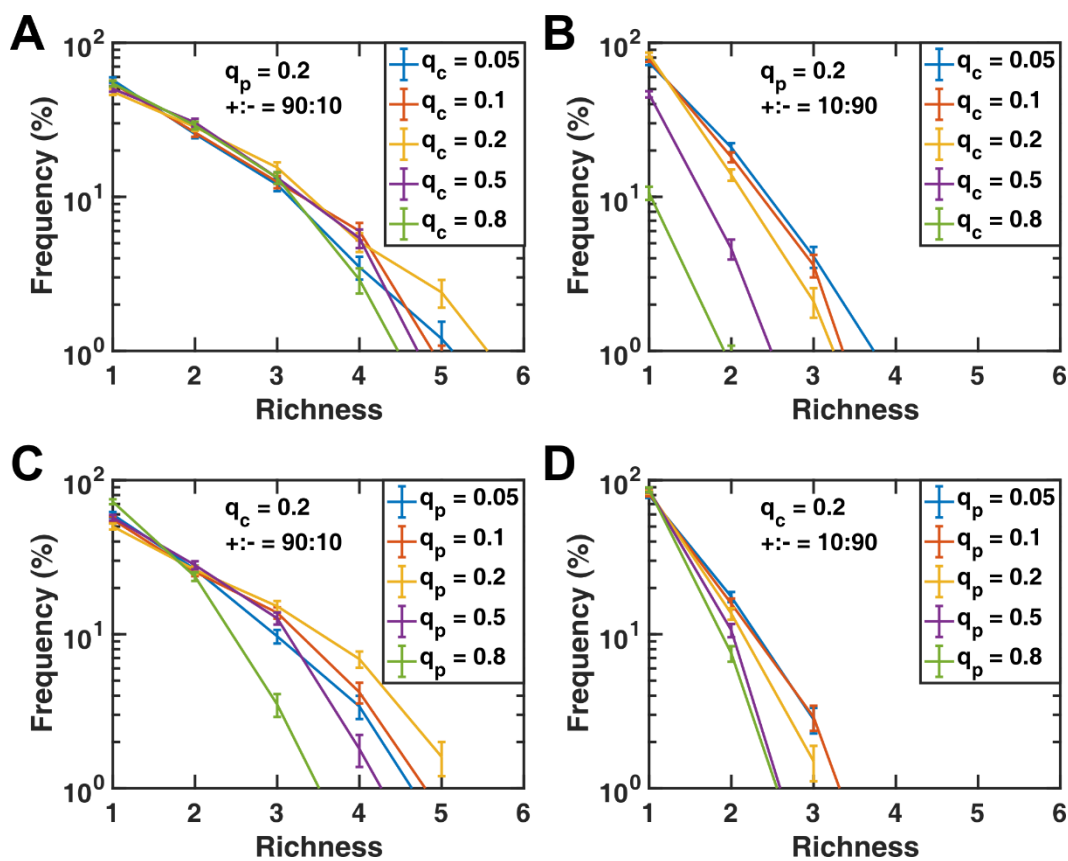 A
q_p = 0.2
+:- = 90:10
q_c = 0.05
q_c = 0.1
q_c = 0.2
q_c = 0.5
q_c = 0.8
Frequency (%)
10^2
10^1
10^0
1 2 3 4 5 6
Richness
B
q_p = 0.2
+:- = 10:90
q_c = 0.05
q_c = 0.1
q_c = 0.2
q_c = 0.5
q_c = 0.8
Frequency (%)
10^2
10^1
10^0
1 2 3 4 5 6
Richness
C
q_c = 0.2
+:- = 90:10
q_p = 0.05
q_p = 0.1
q_p = 0.2
q_p = 0.5
q_p = 0.8
Frequency (%)
10^2
10^1
10^0
1 2 3 4 5 6
Richness
D
q_c = 0.2
+:- = 10:90
q_p = 0.05
q_p = 0.1
q_p = 0.2
q_p = 0.5
q_p = 0.8
Frequency (%)
10^2
10^1
10^0
1 2 3 4 5 6
Richness